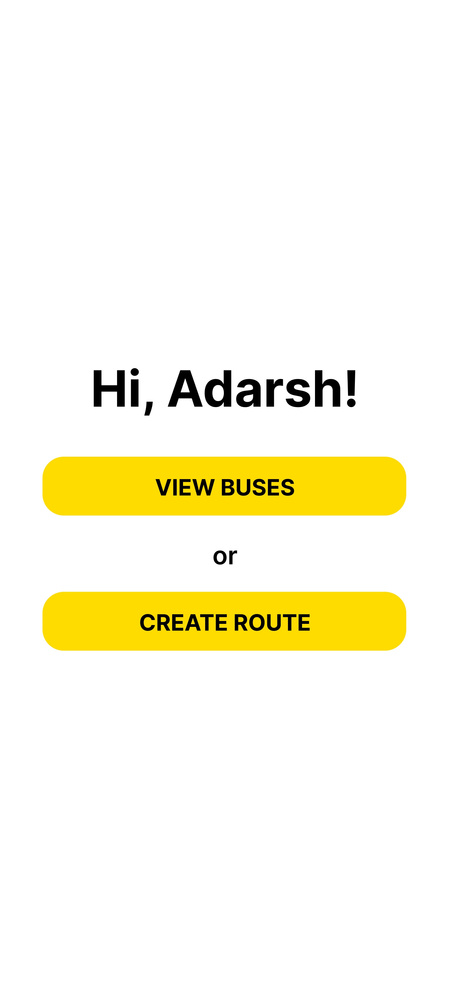 Hi, Adarsh!
VIEW BUSES
or
CREATE ROUTE